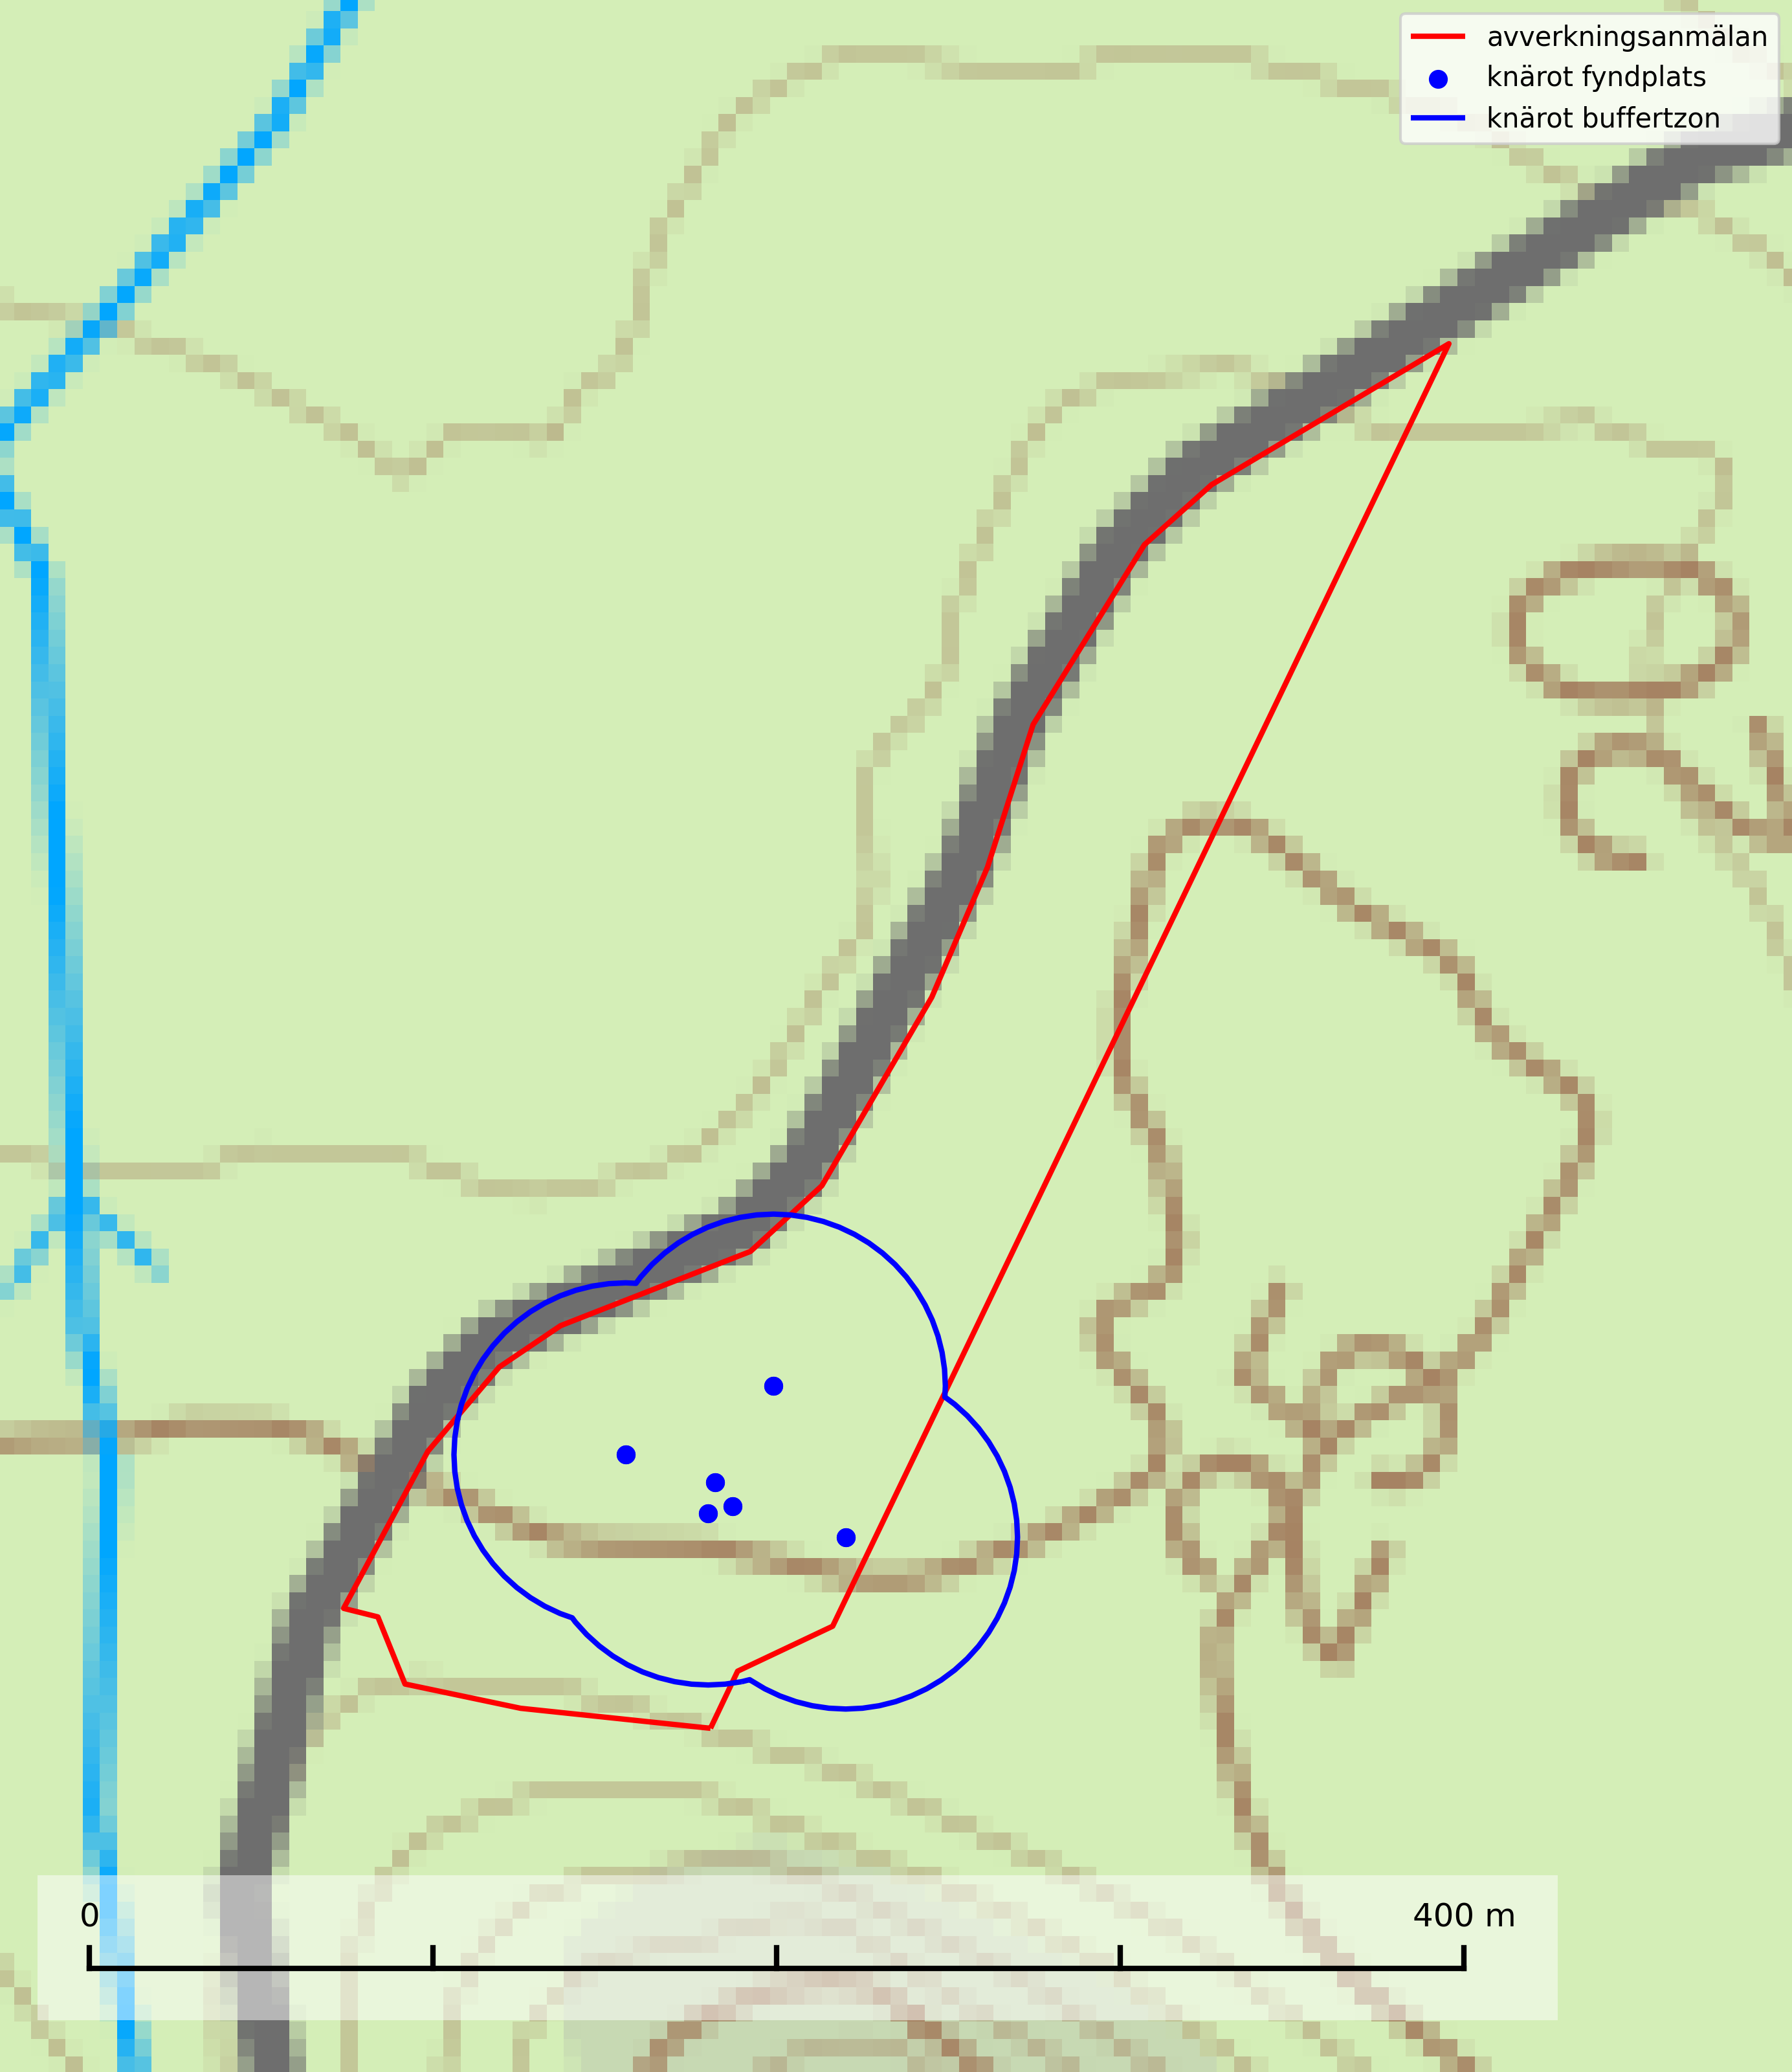 avverkningsanmälan
knärot fyndplats
knärot buffertzon
0
400 m